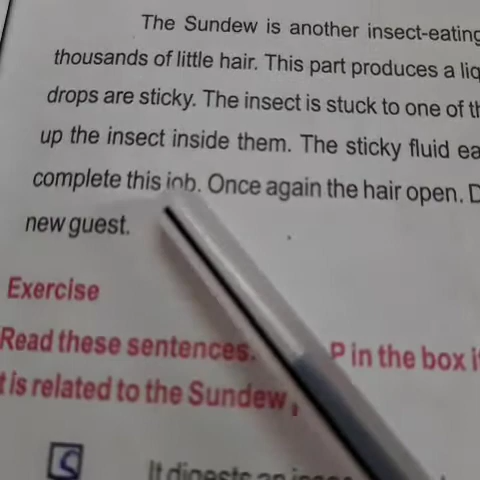 The Sundew is another insect-eating
thousands of little hair. This part produces a liq
drops are sticky. The insect is stuck to one of th
up the insect inside them. The sticky fluid ea
complete this job. Once again the hair open. D
new guest.
Exercise
Read these sentences. P in the box i
t is related to the Sundew,
S
It digests an